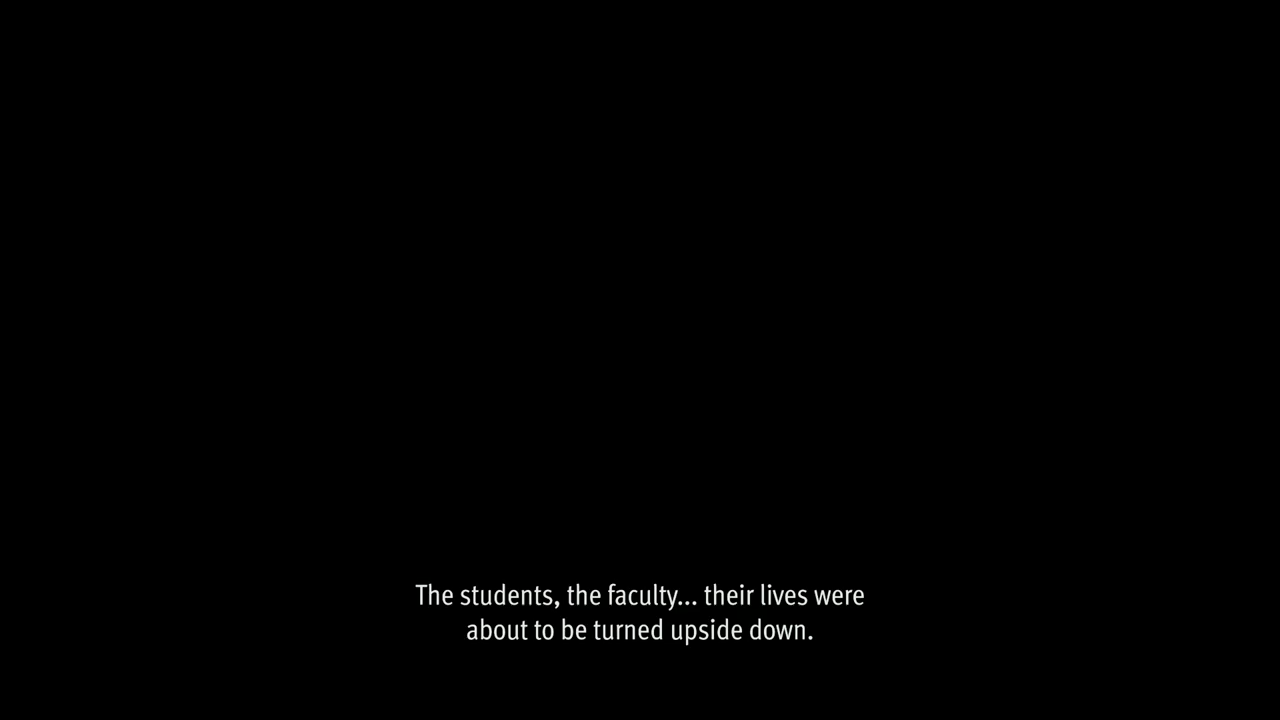 The students, the faculty... their lives were
about to be turned upside down.